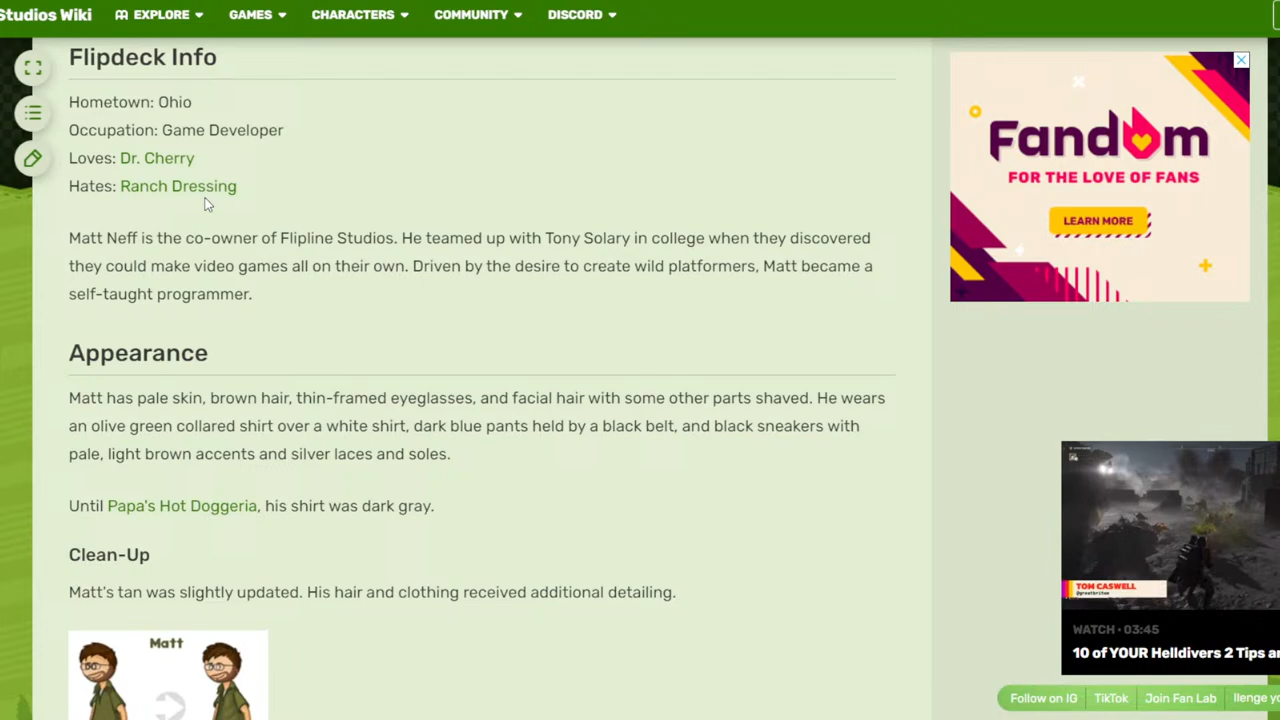 Studios Wiki EXPLORE GAMES CHARACTERS COMMUNITY DISCORD
Flipdeck Info
Hometown: Ohio
Occupation: Game Developer
Loves: Dr. Cherry
Hates: Ranch Dressing
Matt Neff is the co-owner of Flipline Studios. He teamed up with Tony Solary in college when they discovered
they could make video games all on their own. Driven by the desire to create wild platformers, Matt became a
self-taught programmer.
Appearance
Matt has pale skin, brown hair, thin-framed eyeglasses, and facial hair with some other parts shaved. He wears
an olive green collared shirt over a white shirt, dark blue pants held by a black belt, and black sneakers with
pale, light brown accents and silver laces and soles.
Until Papa's Hot Doggeria, his shirt was dark gray.
Clean-Up
Matt's tan was slightly updated. His hair and clothing received additional detailing.
Matt
Fandom
FOR THE LOVE OF FANS
LEARN MORE
TOM CASWELL
@greatbritom
WATCH • 03:45
10 of YOUR Helldivers 2 Tips a
Follow on IG TikTok Join Fan Lab llenge y